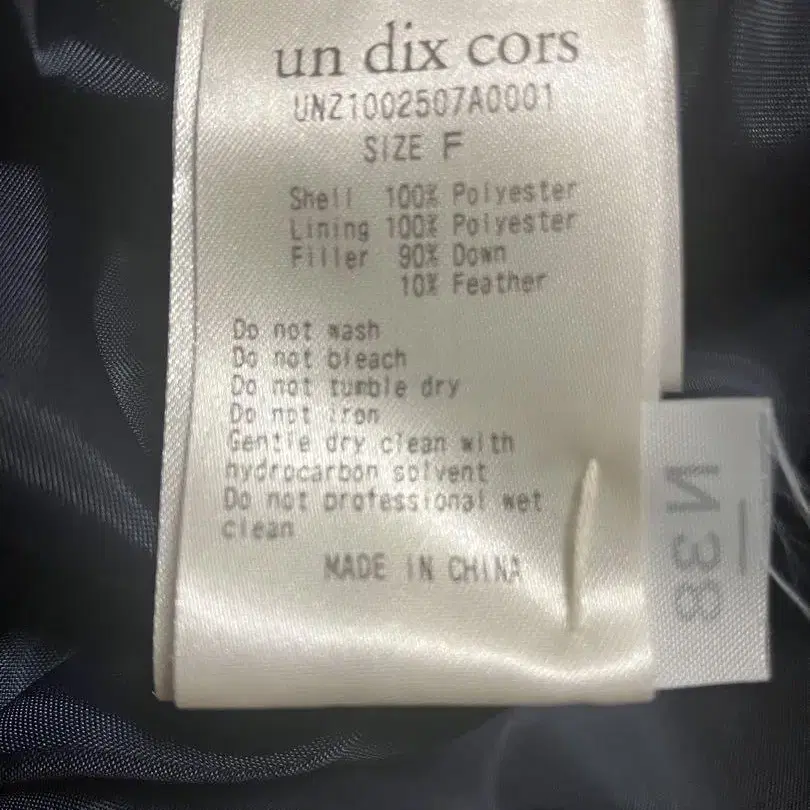 un dix cors
UNZ1002507A0001
SIZE F
Shell 100% Polyester
Lining 100% Polyester
Filler 90% Down
10% Feather
Do not wash
Do not bleach
Do not tumble dry
Do not iron
Gentle dry clean with
hydrocarbon solvent
Do not professional wet
clean
MADE IN CHINA
N38